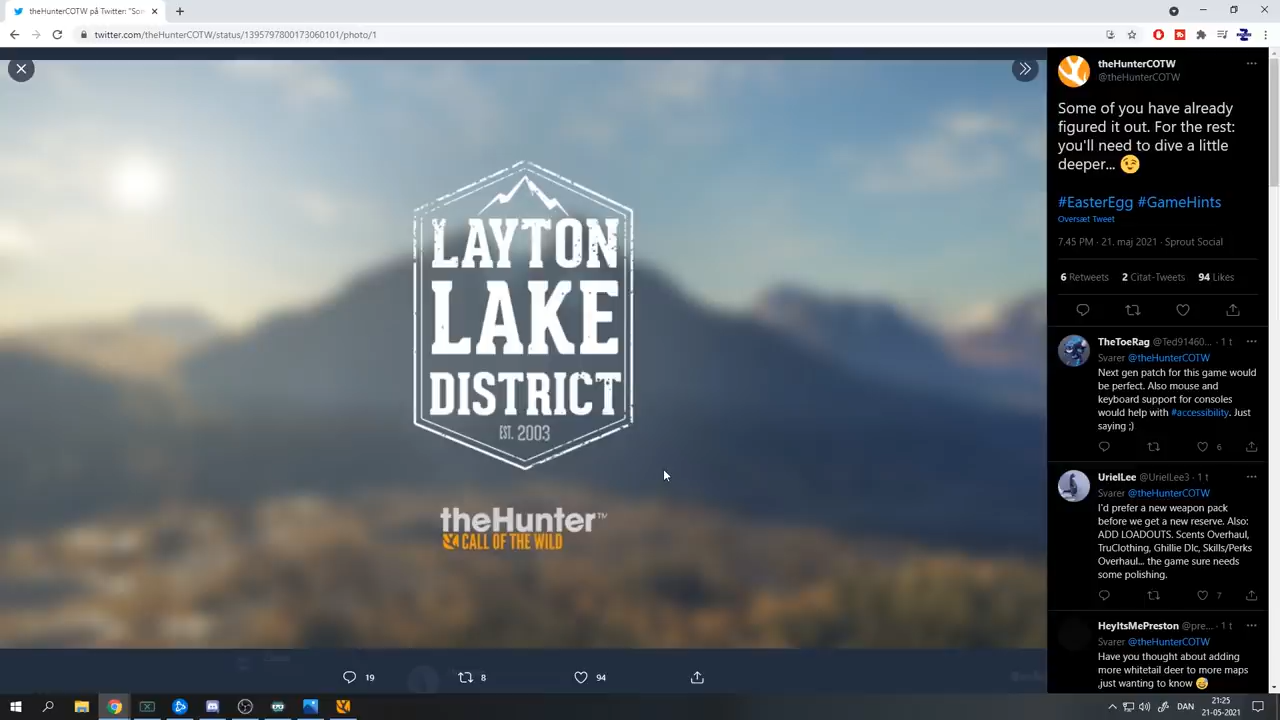 theHunterCOTW på Twitter: "Som
twitter.com/theHunterCOTW/status/1395797800173060101/photo/1
LAYTON
LAKE
DISTRICT
EST. 2003
theHunter™
CALL OF THE WILD
19
8
94
theHunterCOTW
@theHunterCOTW
Some of you have already
figured it out. For the rest:
you'll need to dive a little
deeper... 😉
#EasterEgg #GameHints
Oversæt Tweet
7.45 PM · 21. maj 2021 · Sprout Social
6 Retweets 2 Citat-Tweets 94 Likes
TheToeRag @Ted91460... · 1 t
Svarer @theHunterCOTW
Next gen patch for this game would
be perfect. Also mouse and
keyboard support for consoles
would help with #accessibility. Just
saying ;)
6
UrielLee @UrielLee3 · 1 t
Svarer @theHunterCOTW
I'd prefer a new weapon pack
before we get a new reserve. Also:
ADD LOADOUTS. Scents Overhaul,
TruClothing, Ghillie Dlc, Skills/Perks
Overhaul... the game sure needs
some polishing.
7
HeyItsMePreston @pre... · 1 t
Svarer @theHunterCOTW
Have you thought about adding
more whitetail deer to more maps
,just wanting to know 😅
DAN
21:25
21-05-2021